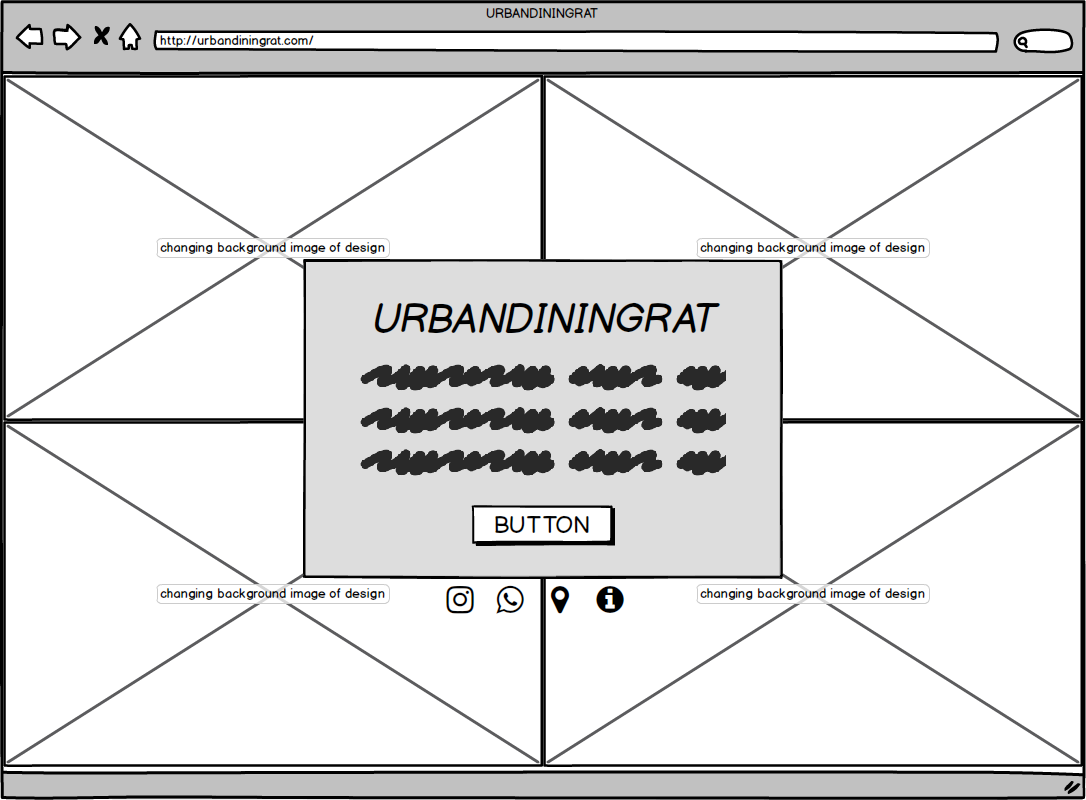 URBANDININGRAT
http://urbandiningrat.com/
changing background image of design
changing background image of design
URBANDININGRAT
BUTTON
changing background image of design
changing background image of design